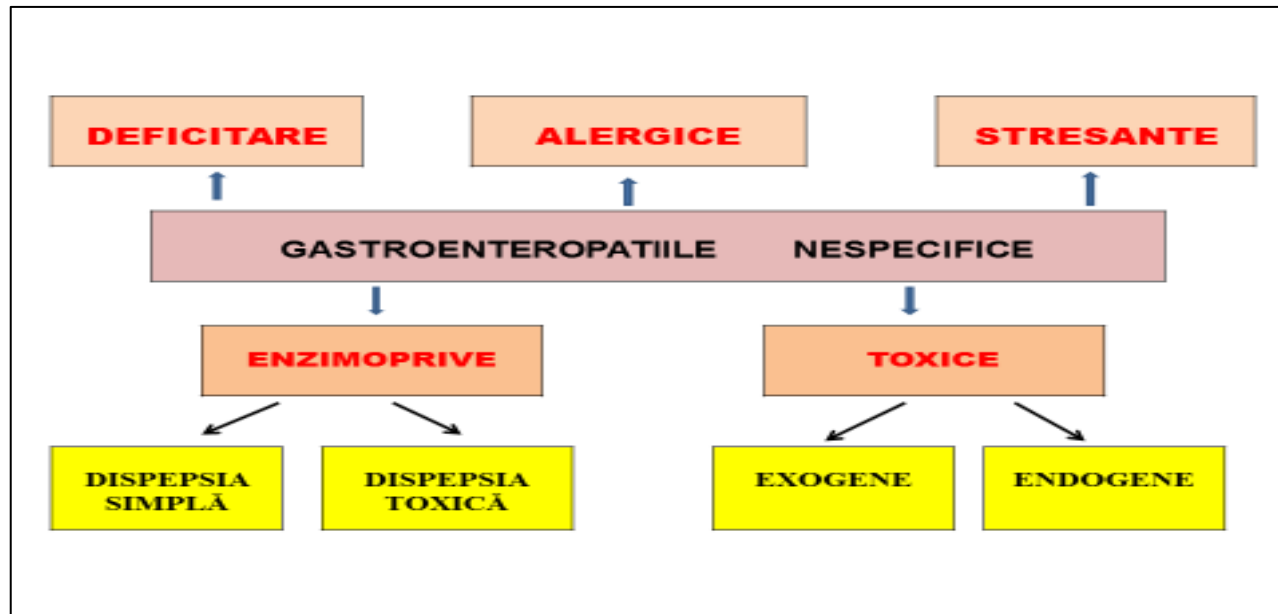 DEFICITARE
ALERGICE
STRESANTE
GASTROENTEROPATIILE NESPECIFICE
ENZIMOPRIVE
TOXICE
DISPEPSIA
SIMPLĂ
DISPEPSIA
TOXICĂ
EXOGENE
ENDOGENE